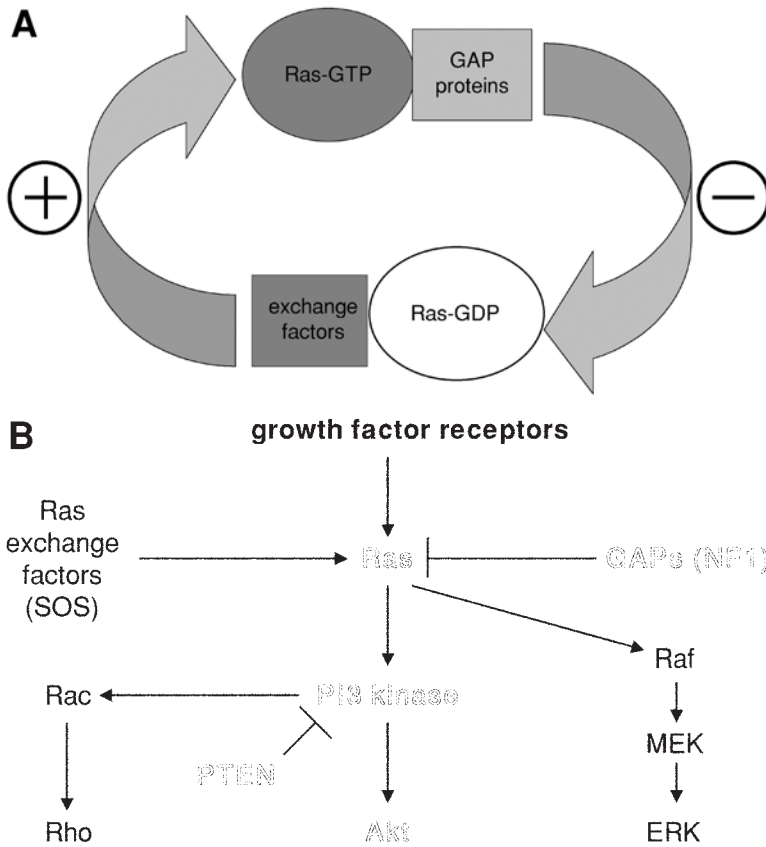 A
Ras-GTP
GAP
proteins
+
−
exchange
factors
Ras-GDP
B
growth factor receptors
Ras
exchange
factors
(SOS)
Ras
GAPs (NF1)
Raf
Rac
PI3 kinase
MEK
PTEN
Rho
Akt
ERK